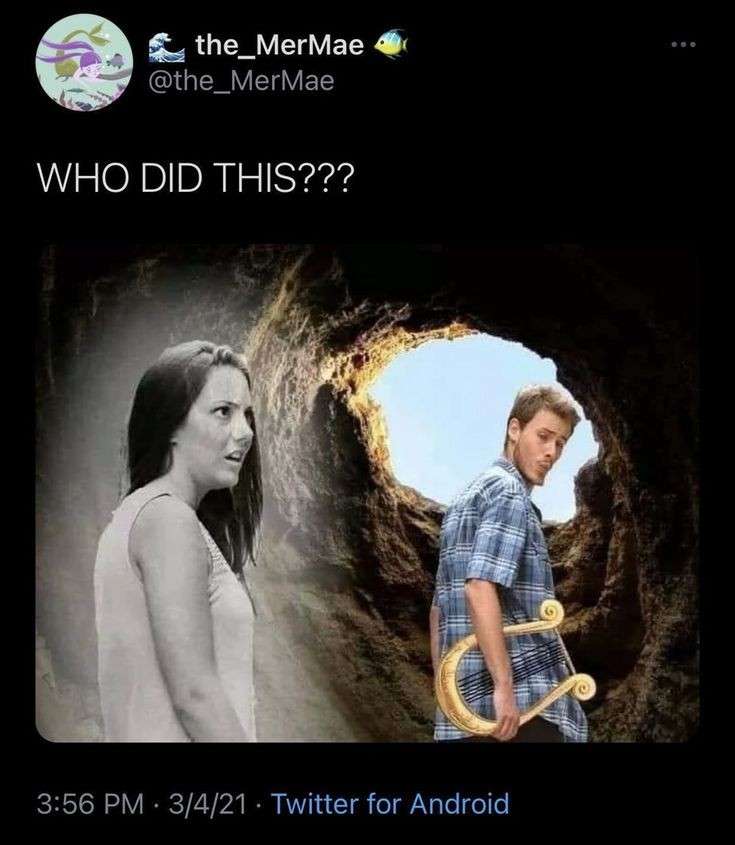 🌊 the_MerMae 🐠
@the_MerMae
WHO DID THIS???
3:56 PM · 3/4/21 · Twitter for Android